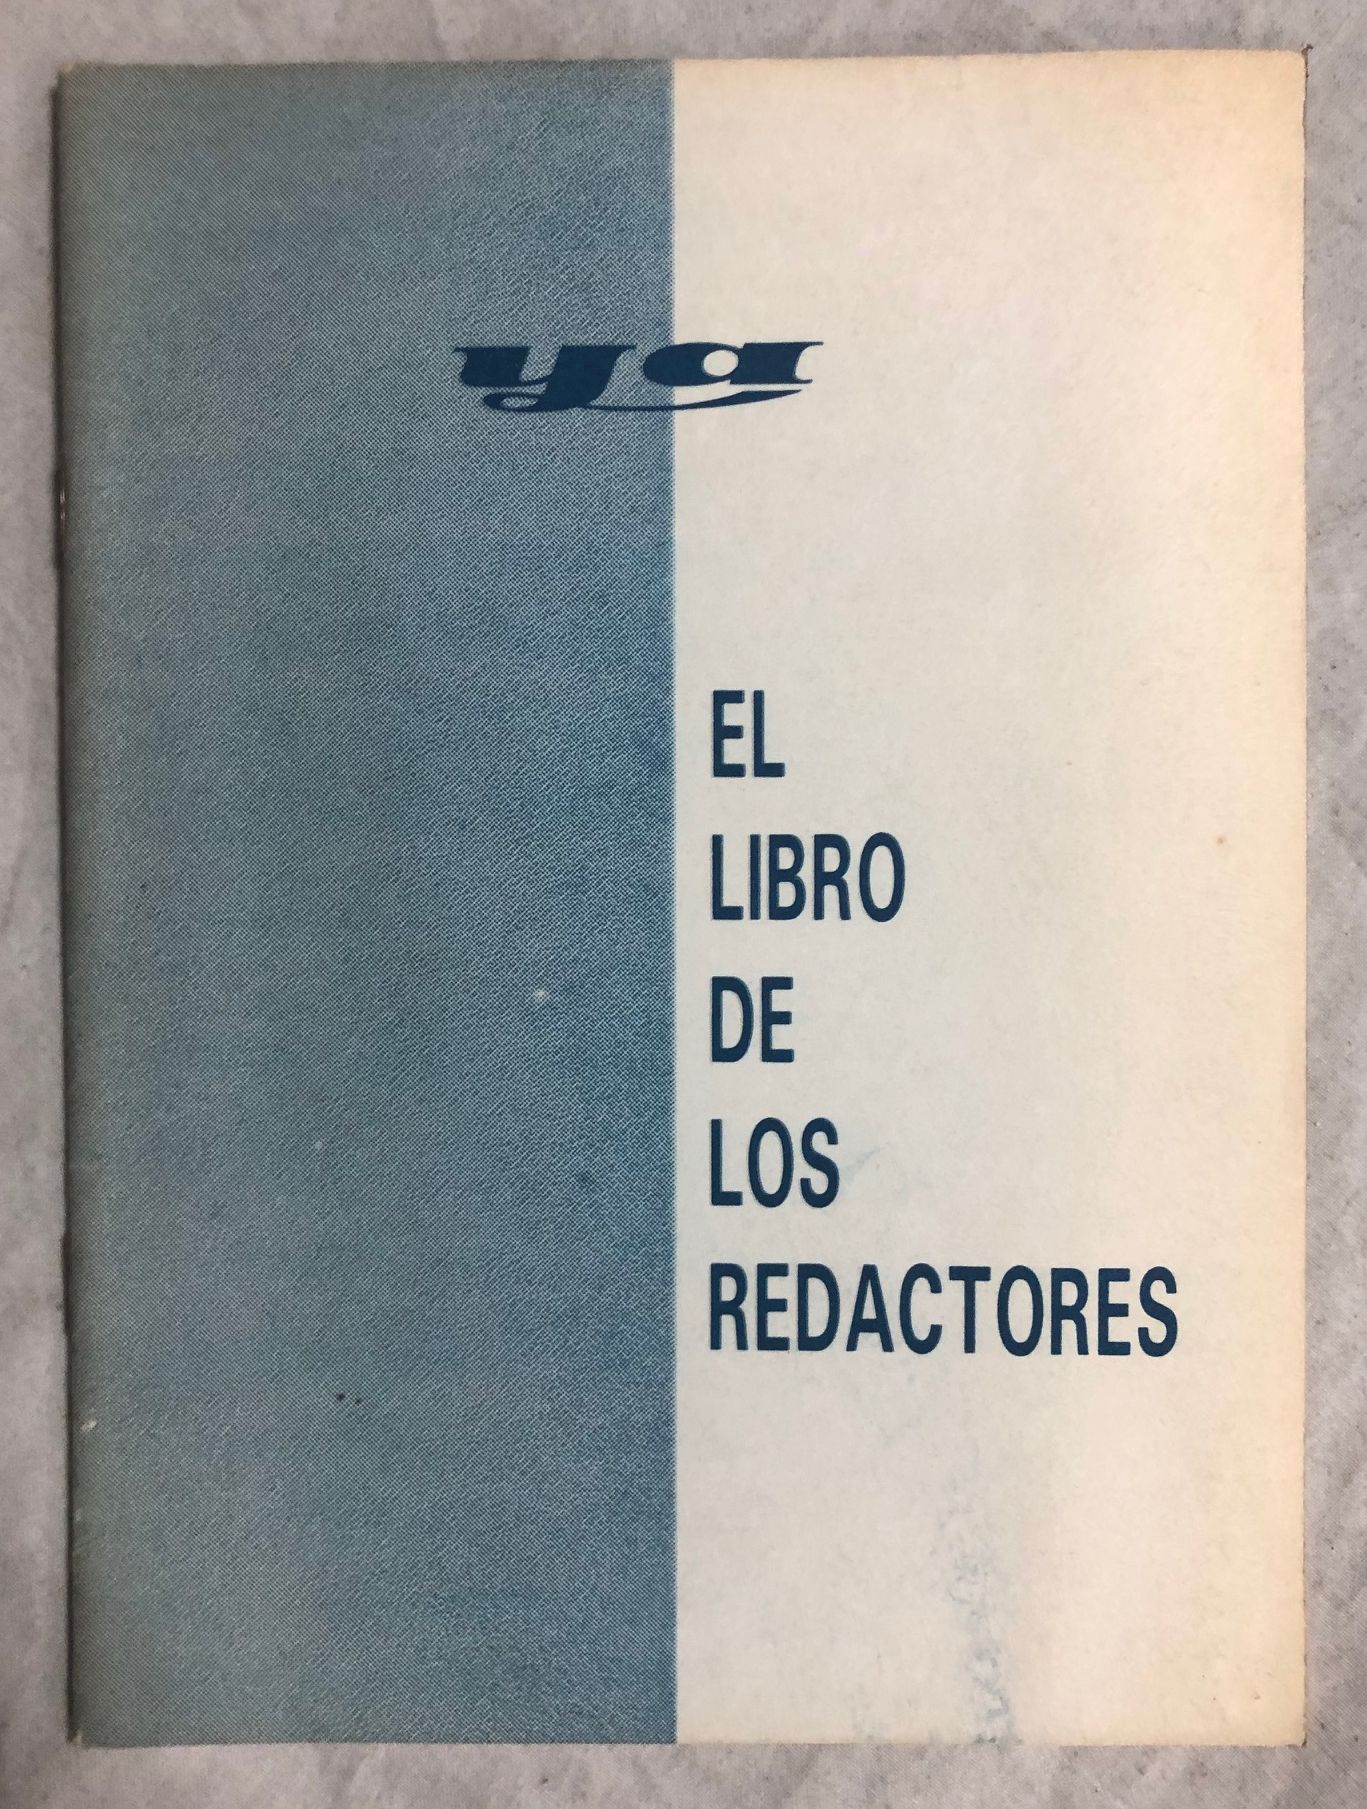 ya
EL
LIBRO
DE
LOS
REDACTORES